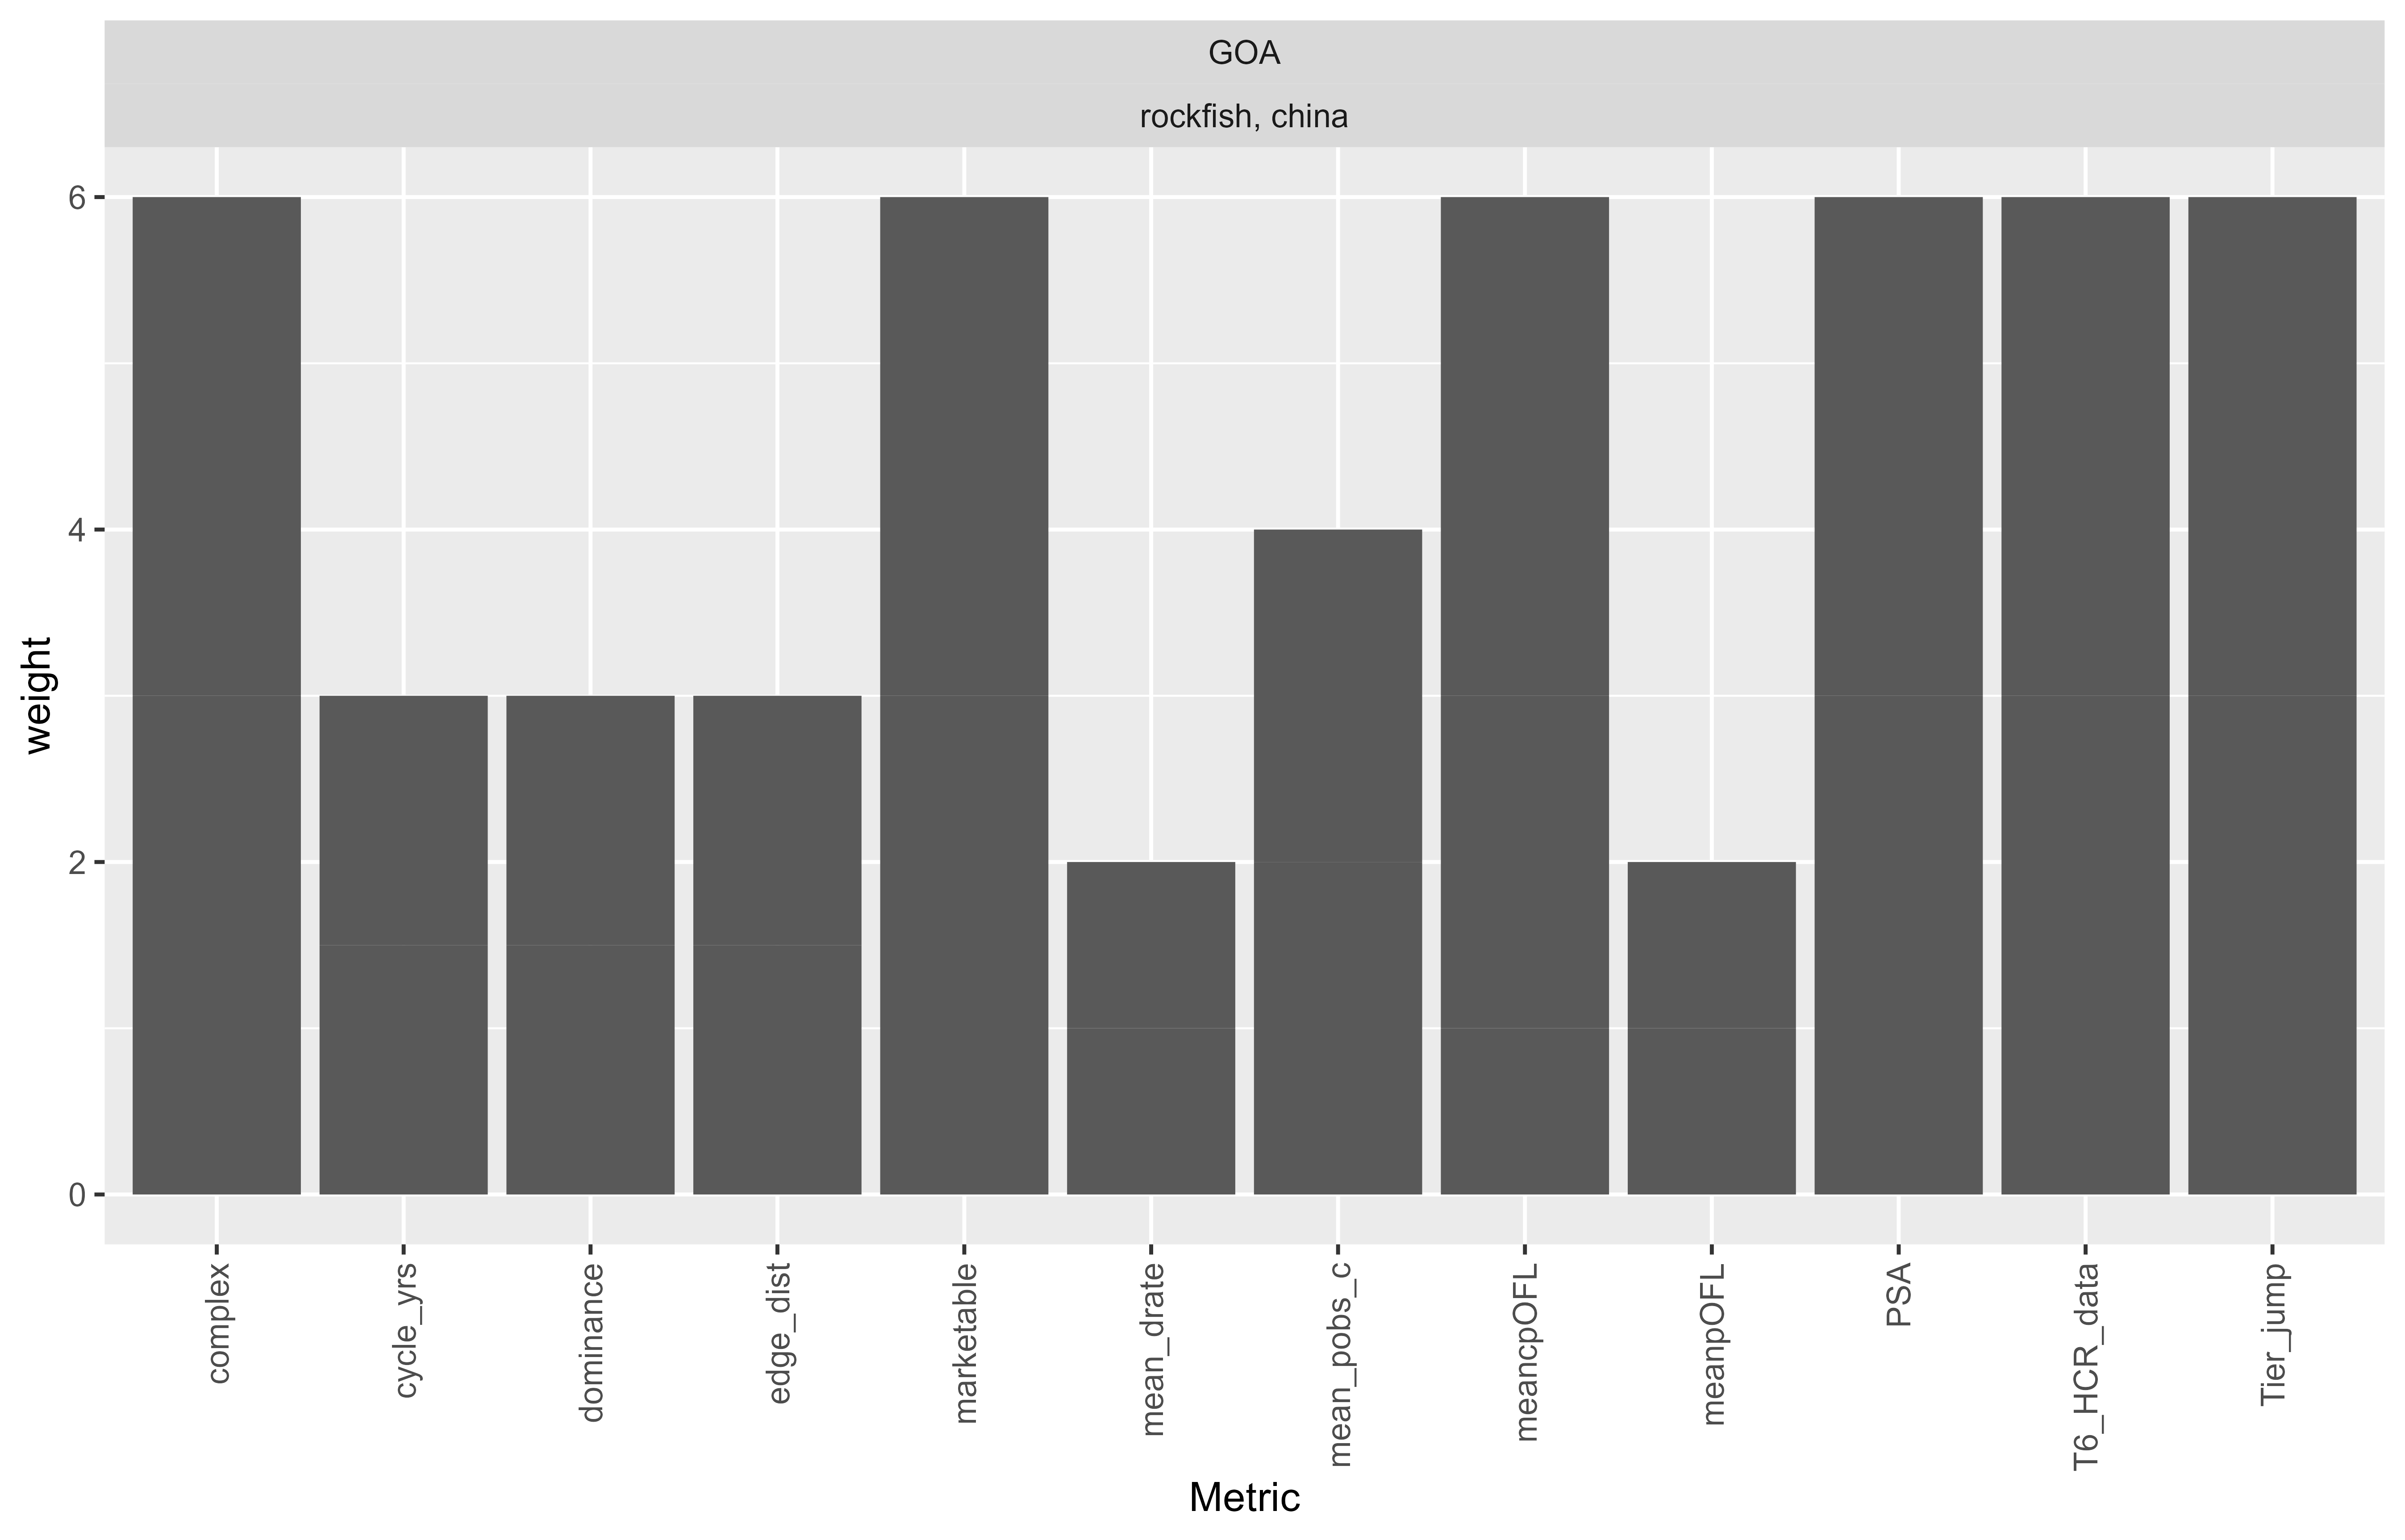 GOA
rockfish, china
weight
6
4
2
0
complex
cycle_yrs
dominance
edge_dist
marketable
mean_drate
mean_pobs_c
meancpOFL
meanpOFL
PSA
T6_HCR_data
Tier_jump
Metric